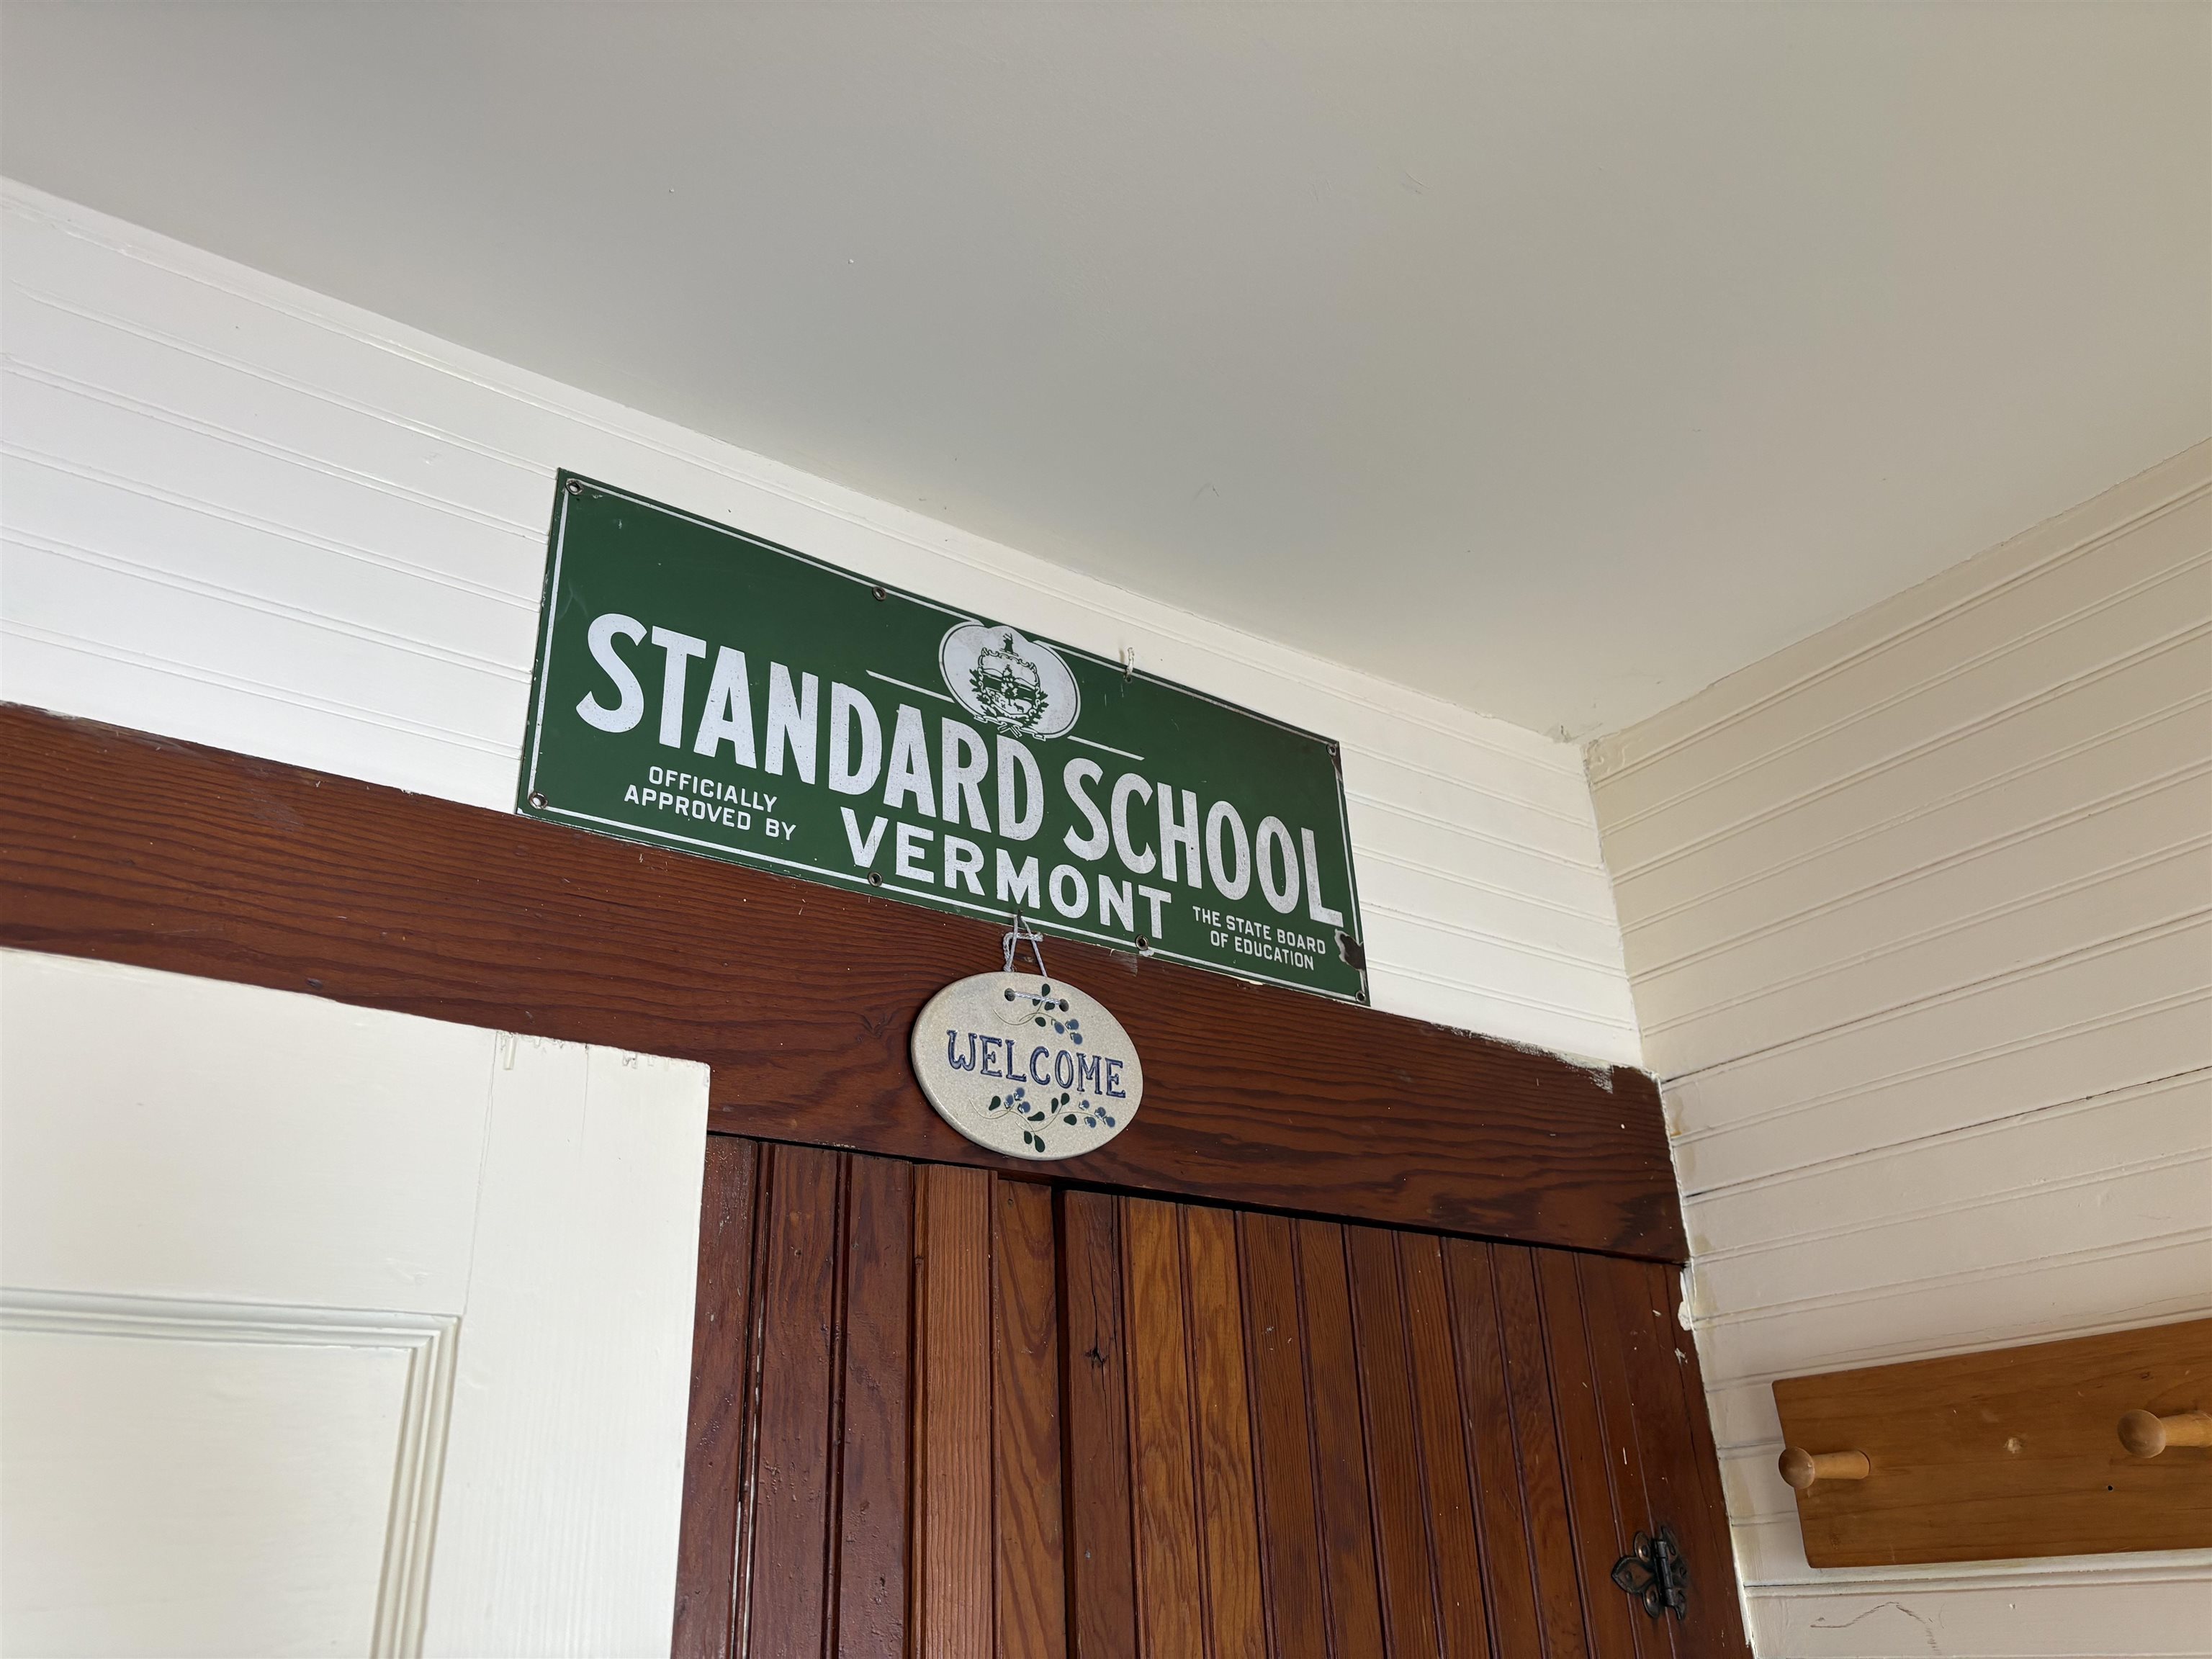 STANDARD SCHOOL
OFFICIALLY
APPROVED BY
VERMONT
THE STATE BOARD
OF EDUCATION
WELCOME